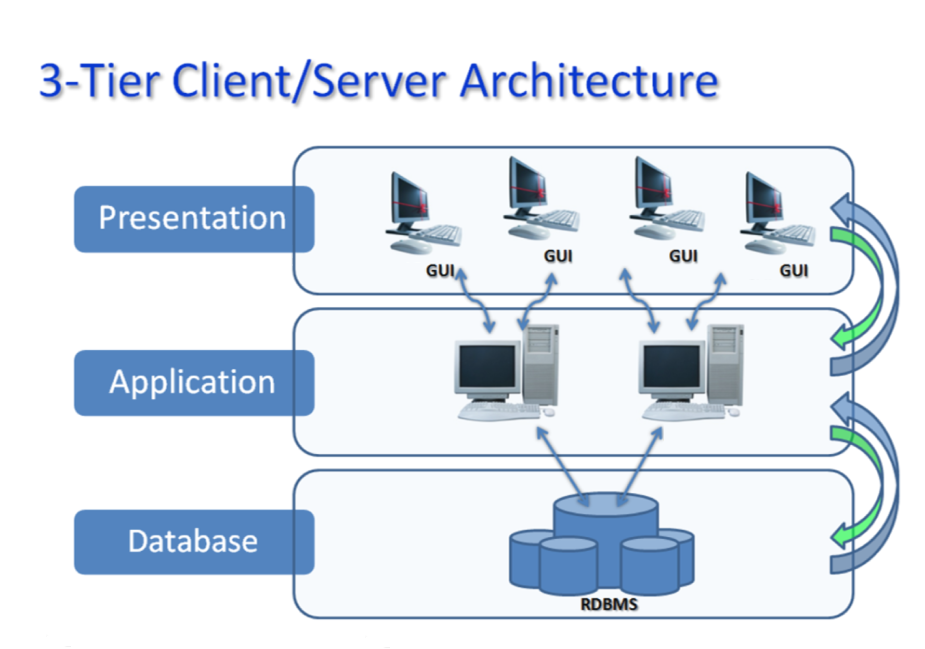 3-Tier Client/Server Architecture
Presentation
GUI
GUI
GUI
GUI
Application
Database
RDBMS